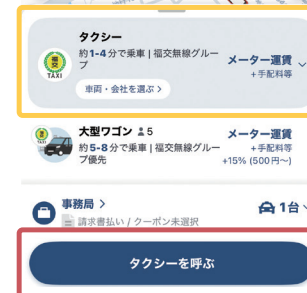 タクシー
約1-4分で乗車 | 福交無線グルー
プ
メーター運賃
+手配料等
車両・会社を選ぶ >
TAXI
大型ワゴン 5
約5-8分で乗車 | 福交無線グルー
プ優先
メーター運賃
+手配料等
+15% (500円~)
事務局 >
請求書払い / クーポン未選択
1台
タクシーを呼ぶ